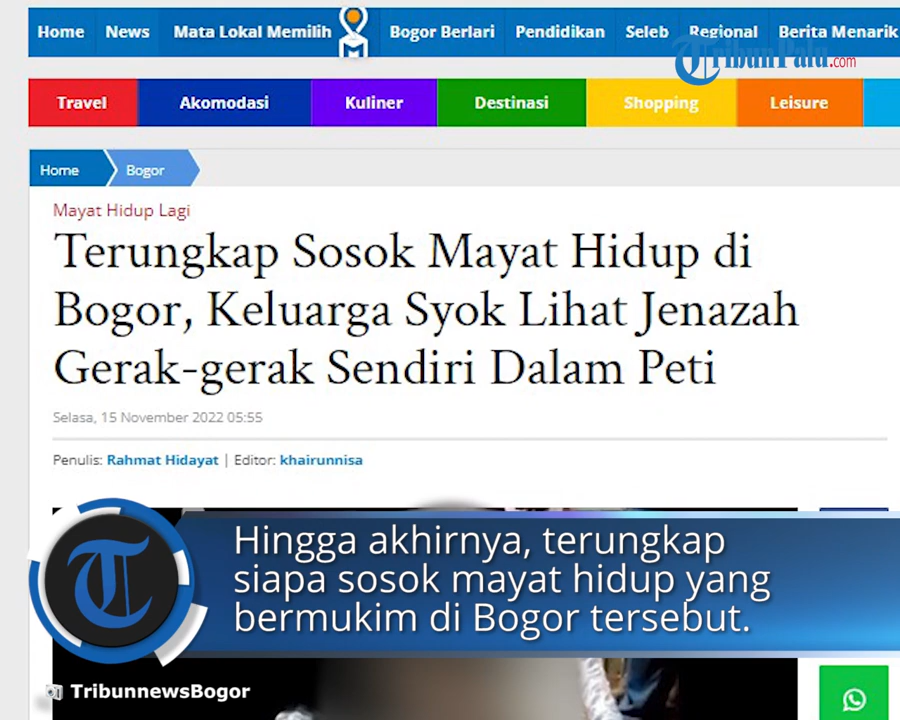 Home News Mata Lokal Memilih M Bogor Berlari Pendidikan Seleb Regional Berita Menarik
TribunPalu.com
Travel Akomodasi Kuliner Destinasi Shopping Leisure
Home Bogor
Mayat Hidup Lagi
Terungkap Sosok Mayat Hidup di
Bogor, Keluarga Syok Lihat Jenazah
Gerak-gerak Sendiri Dalam Peti
Selasa, 15 November 2022 05:55
Penulis: Rahmat Hidayat | Editor: khairunnisa
T
Hingga akhirnya, terungkap
siapa sosok mayat hidup yang
bermukim di Bogor tersebut.
TribunnewsBogor